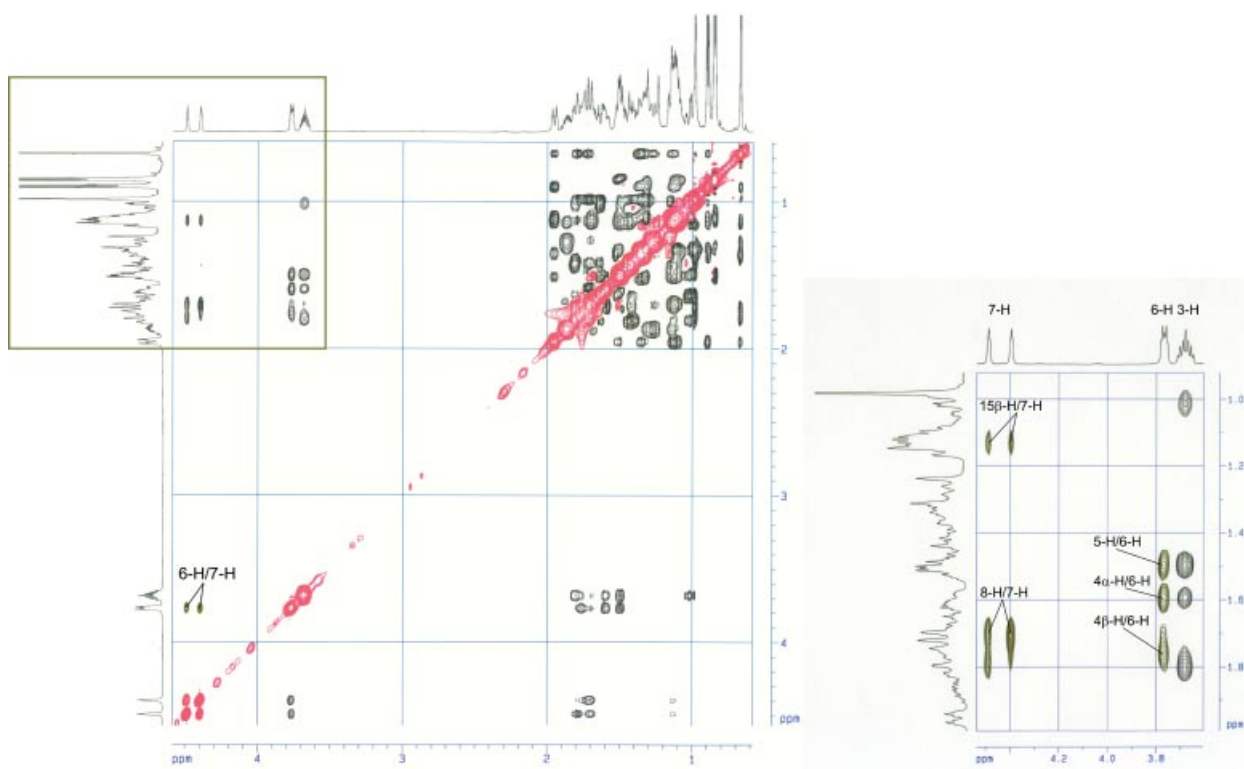 1
2
3
6-H/7-H
4
ppm
ppm 4 3 2 1
7-H 6-H 3-H
1.0
15β-H/7-H
1.2
1.4
5-H/6-H
4α-H/6-H
1.6
8-H/7-H
4β-H/6-H
1.8
ppm
ppm 4.2 4.0 3.8